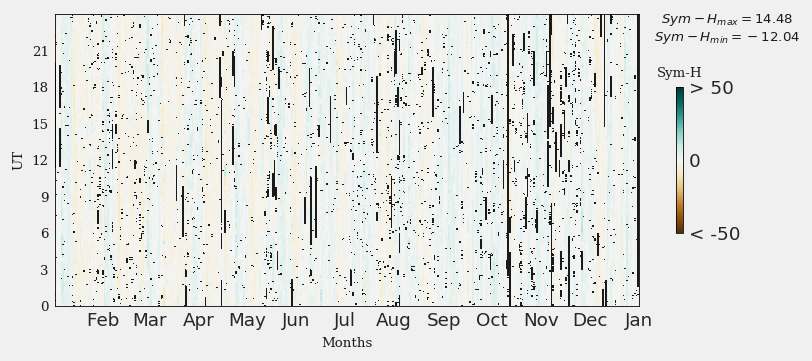 Sym-H_max = 14.48
Sym-H_min = -12.04
Sym-H
> 50
0
< -50
21
18
15
12
9
6
3
0
UT
Feb Mar Apr May Jun Jul Aug Sep Oct Nov Dec Jan
Months